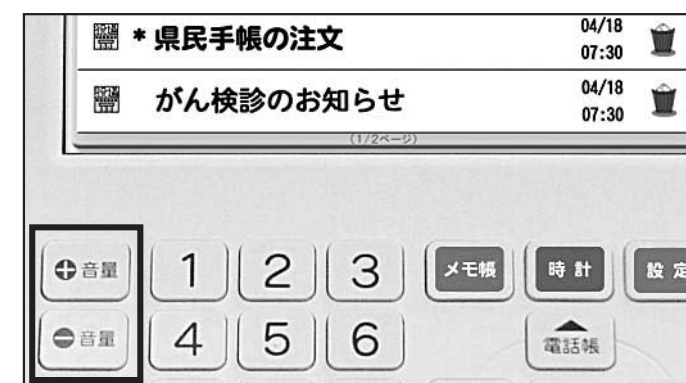 * 県民手帳の注文 04/18 07:30
がん検診のお知らせ 04/18 07:30
(1/2ページ)
音量 1 2 3 メモ帳 時計 設定
音量 4 5 6 電話帳